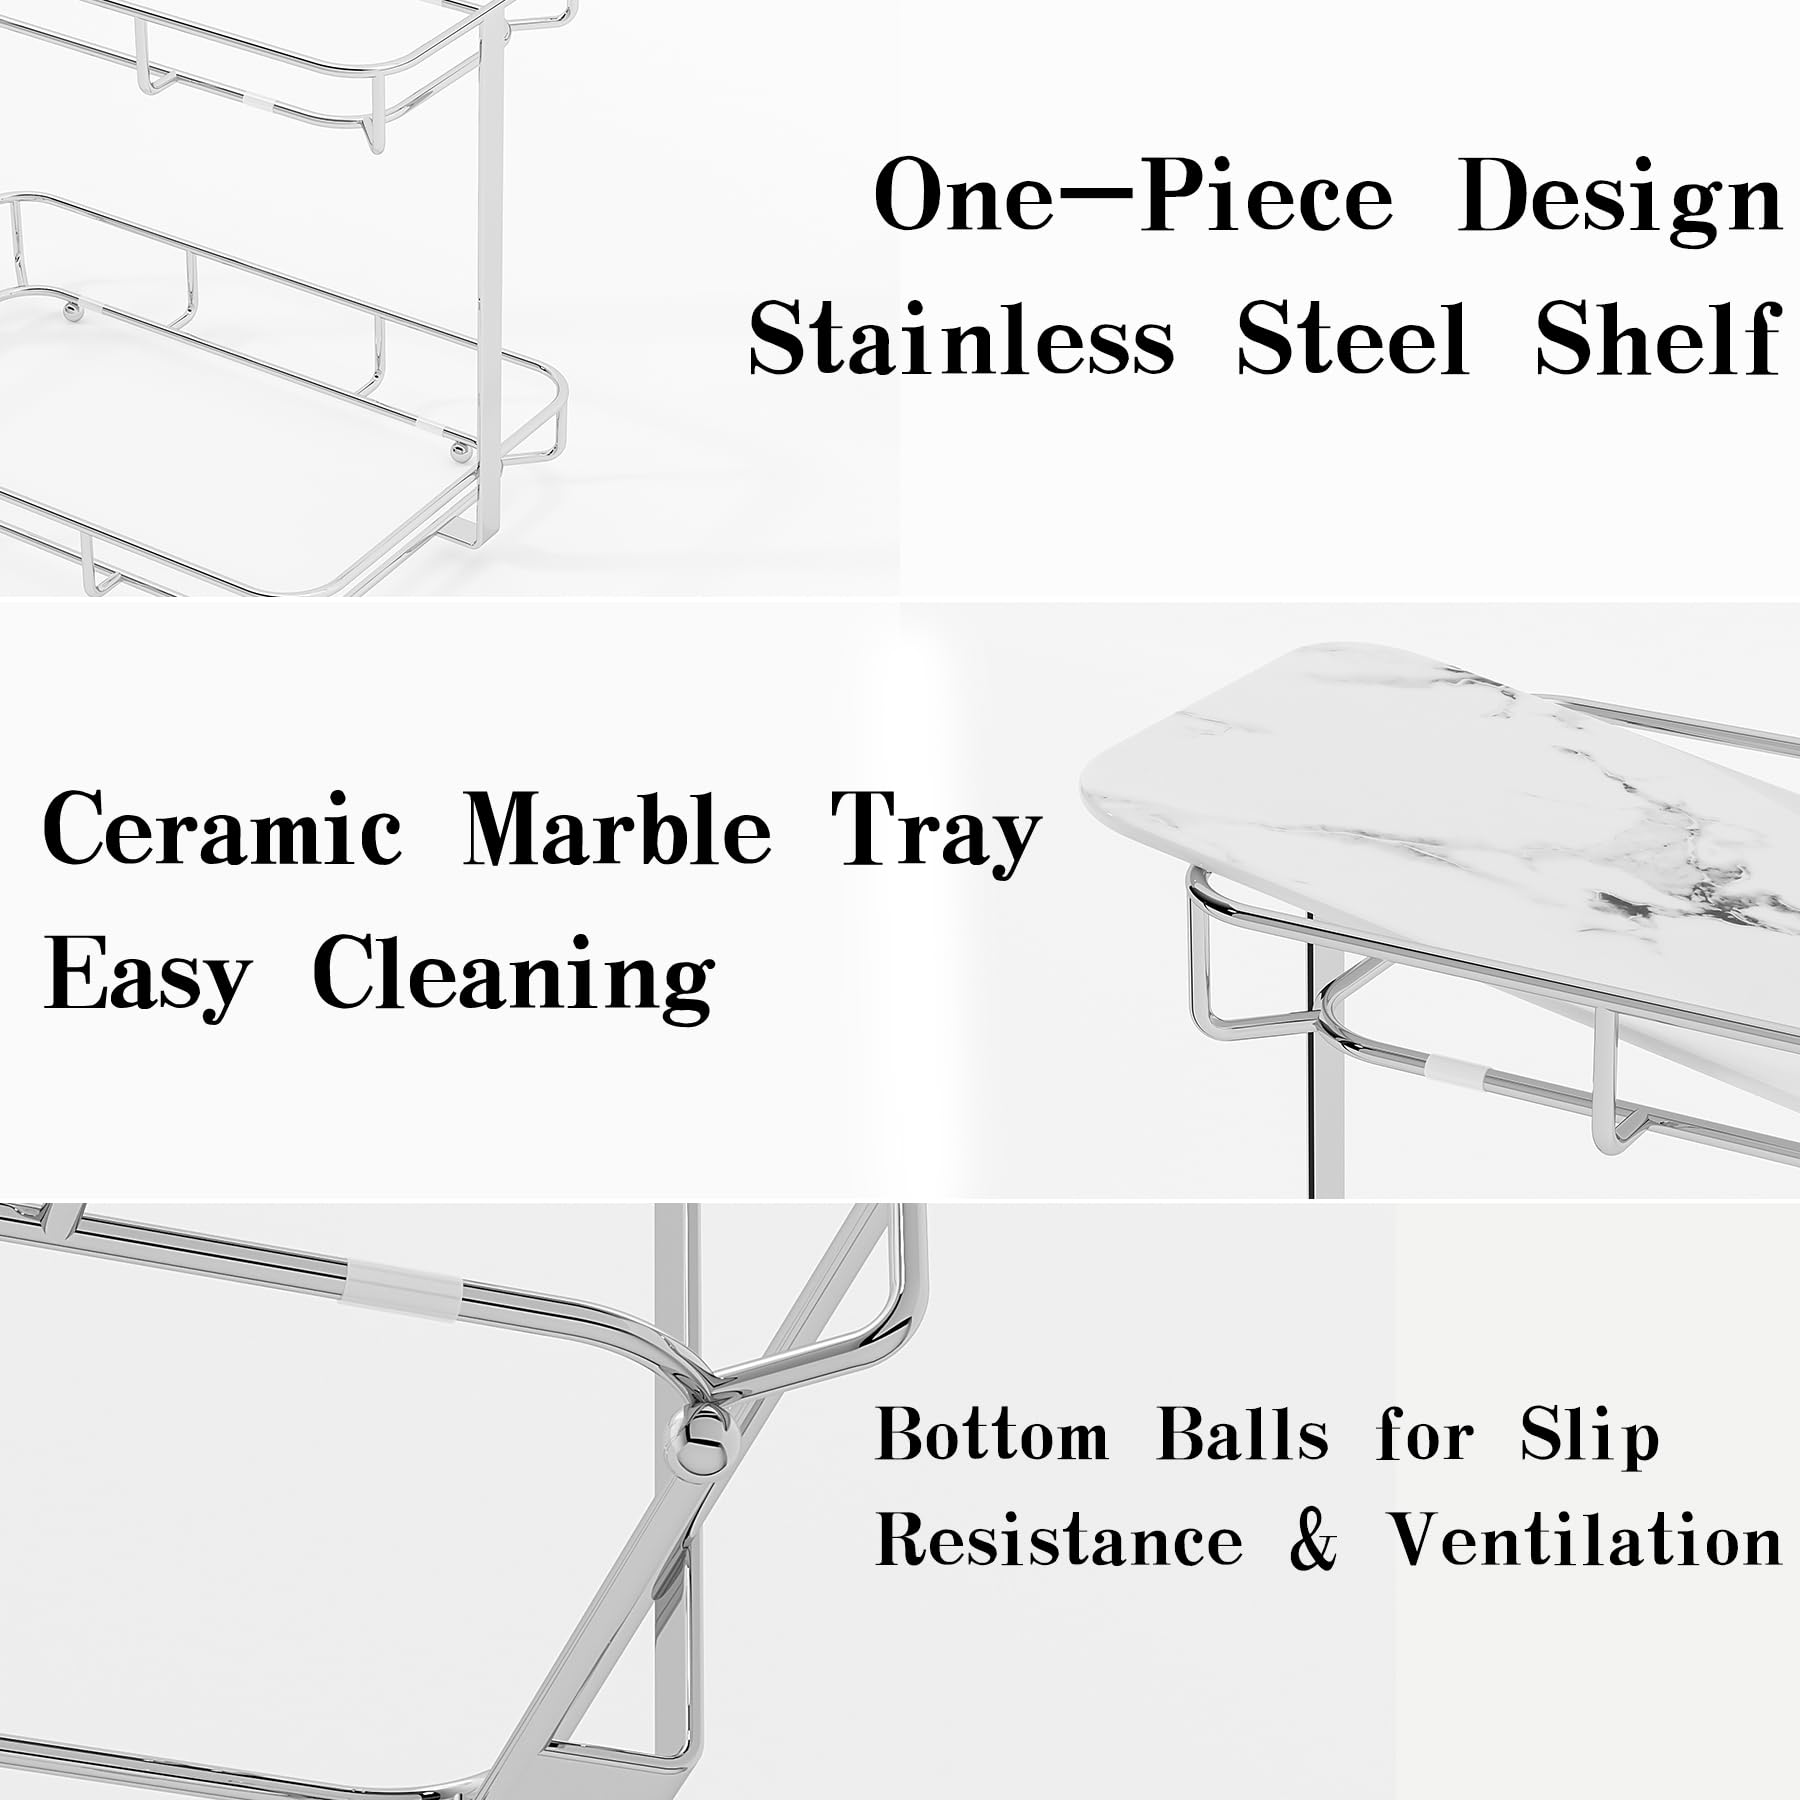 One-Piece Design
Stainless Steel Shelf
Ceramic Marble Tray
Easy Cleaning
Bottom Balls for Slip
Resistance & Ventilation